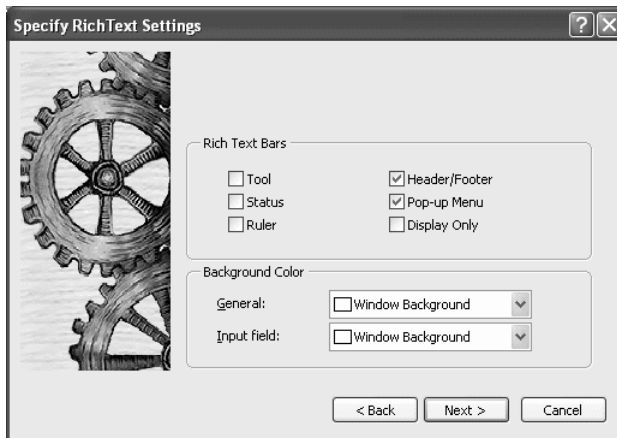 Specify RichText Settings
Rich Text Bars
Tool
Header/Footer
Status
Pop-up Menu
Ruler
Display Only
Background Color
General:
Window Background
Input field:
Window Background
< Back
Next >
Cancel